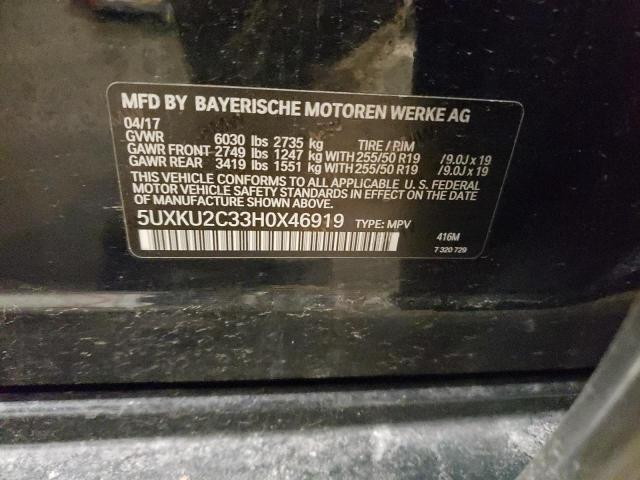 MFD BY BAYERISCHE MOTOREN WERKE AG
04/17
GVWR 6030 lbs 2735 kg TIRE / RIM
GAWR FRONT 2749 lbs 1247 kg WITH 255/50 R19 /9.0J x 19
GAWR REAR 3419 lbs 1551 kg WITH 255/50 R19 /9.0J x 19
THIS VEHICLE CONFORMS TO ALL APPLICABLE U. S. FEDERAL
MOTOR VEHICLE SAFETY STANDARDS IN EFFECT ON THE DATE
OF MANUFACTURE SHOWN ABOVE.
5UXKU2C33H0X46919 TYPE: MPV
416M
7 320 729